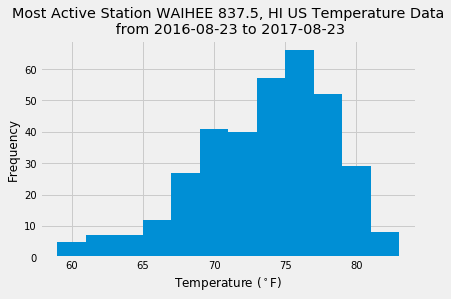 Most Active Station WAIHEE 837.5, HI US Temperature Data
from 2016-08-23 to 2017-08-23
Frequency
60
50
40
30
20
10
0
60 65 70 75 80
Temperature (°F)